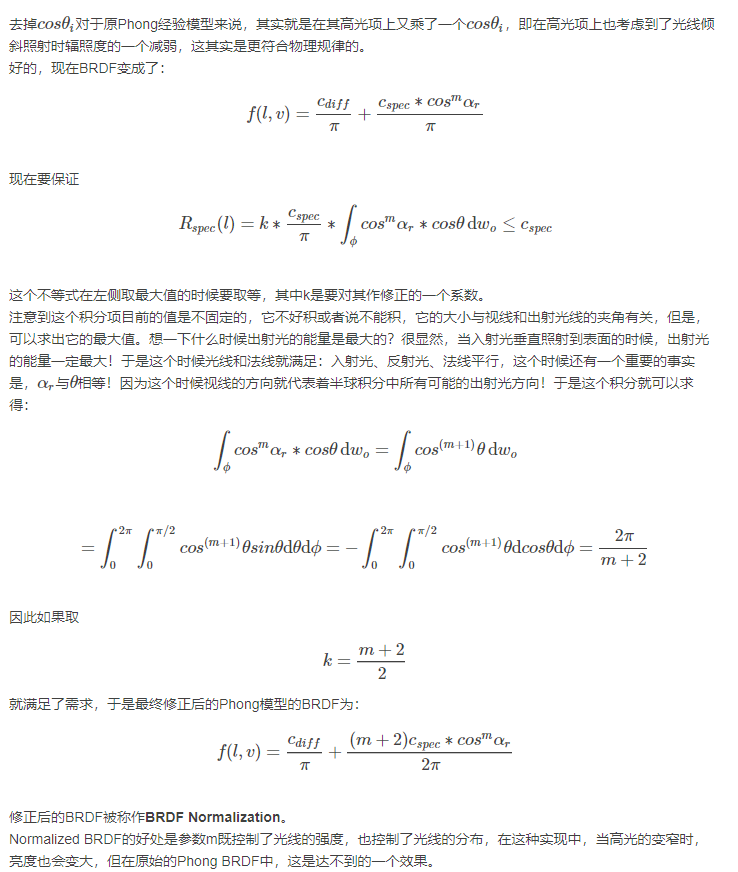 去掉$cos\theta_i$对于原Phong经验模型来说，其实就是在其高光项上又乘了一个$cos\theta_i$，即在高光项上也考虑到了光线倾
斜照射时辐照度的一个减弱，这其实是更符合物理规律的。
好的，现在BRDF变成了：
$f(l,v) = \frac{c_{diff}}{\pi} + \frac{c_{spec} * cos^m \alpha_r}{\pi}$
现在要保证
$R_{spec}(l) = k * \frac{c_{spec}}{\pi} * \int_\phi cos^m \alpha_r * cos\theta \, \mathrm{d}w_o \leq c_{spec}$
这个不等式在左侧取最大值的时候要取等，其中k是要对其作修正的一个系数。
注意到这个积分项目前的值是不固定的，它不好积或者说不能积，它的大小与视线和出射光线的夹角有关，但是，
可以求出它的最大值。想一下什么时候出射光的能量是最大的？很显然，当入射光垂直照射到表面的时候，出射光
的能量一定最大！于是这个时候光线和法线就满足：入射光、反射光、法线平行，这个时候还有一个重要的事实
是，$\alpha_r$与$\theta$相等！因为这个时候视线的方向就代表着半球积分中所有可能的出射光方向！于是这个积分就可以求
得：
$\int_\phi cos^m \alpha_r * cos\theta \, \mathrm{d}w_o = \int_\phi cos^{(m+1)} \theta \, \mathrm{d}w_o$
$= \int_0^{2\pi} \int_0^{\pi/2} cos^{(m+1)} \theta sin\theta \mathrm{d}\theta \mathrm{d}\phi = - \int_0^{2\pi} \int_0^{\pi/2} cos^{(m+1)} \theta \mathrm{d}cos\theta \mathrm{d}\phi = \frac{2\pi}{m+2}$
因此如果取
$k = \frac{m+2}{2}$
就满足了需求，于是最终修正后的Phong模型的BRDF为：
$f(l,v) = \frac{c_{diff}}{\pi} + \frac{(m+2)c_{spec} * cos^m \alpha_r}{2\pi}$
修正后的BRDF被称作BRDF Normalization。
Normalized BRDF的好处是参数m既控制了光线的强度，也控制了光线的分布，在这种实现中，当高光的变窄时，
亮度也会变大，但在原始的Phong BRDF中，这是达不到的一个效果。